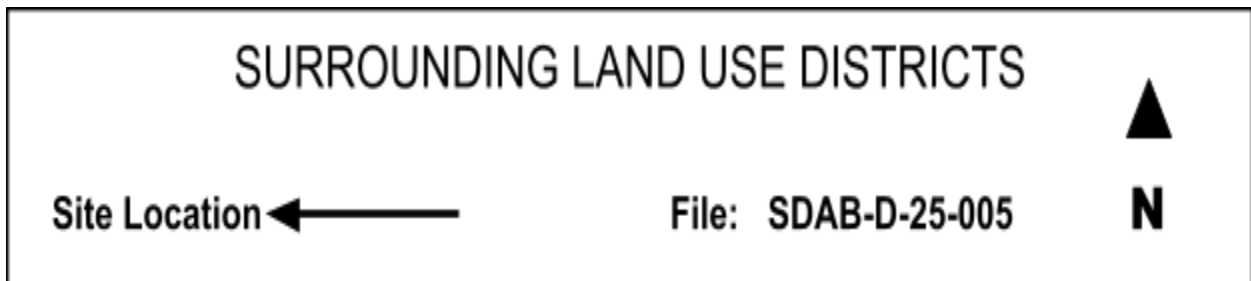 SURROUNDING LAND USE DISTRICTS
Site Location File: SDAB-D-25-005 N